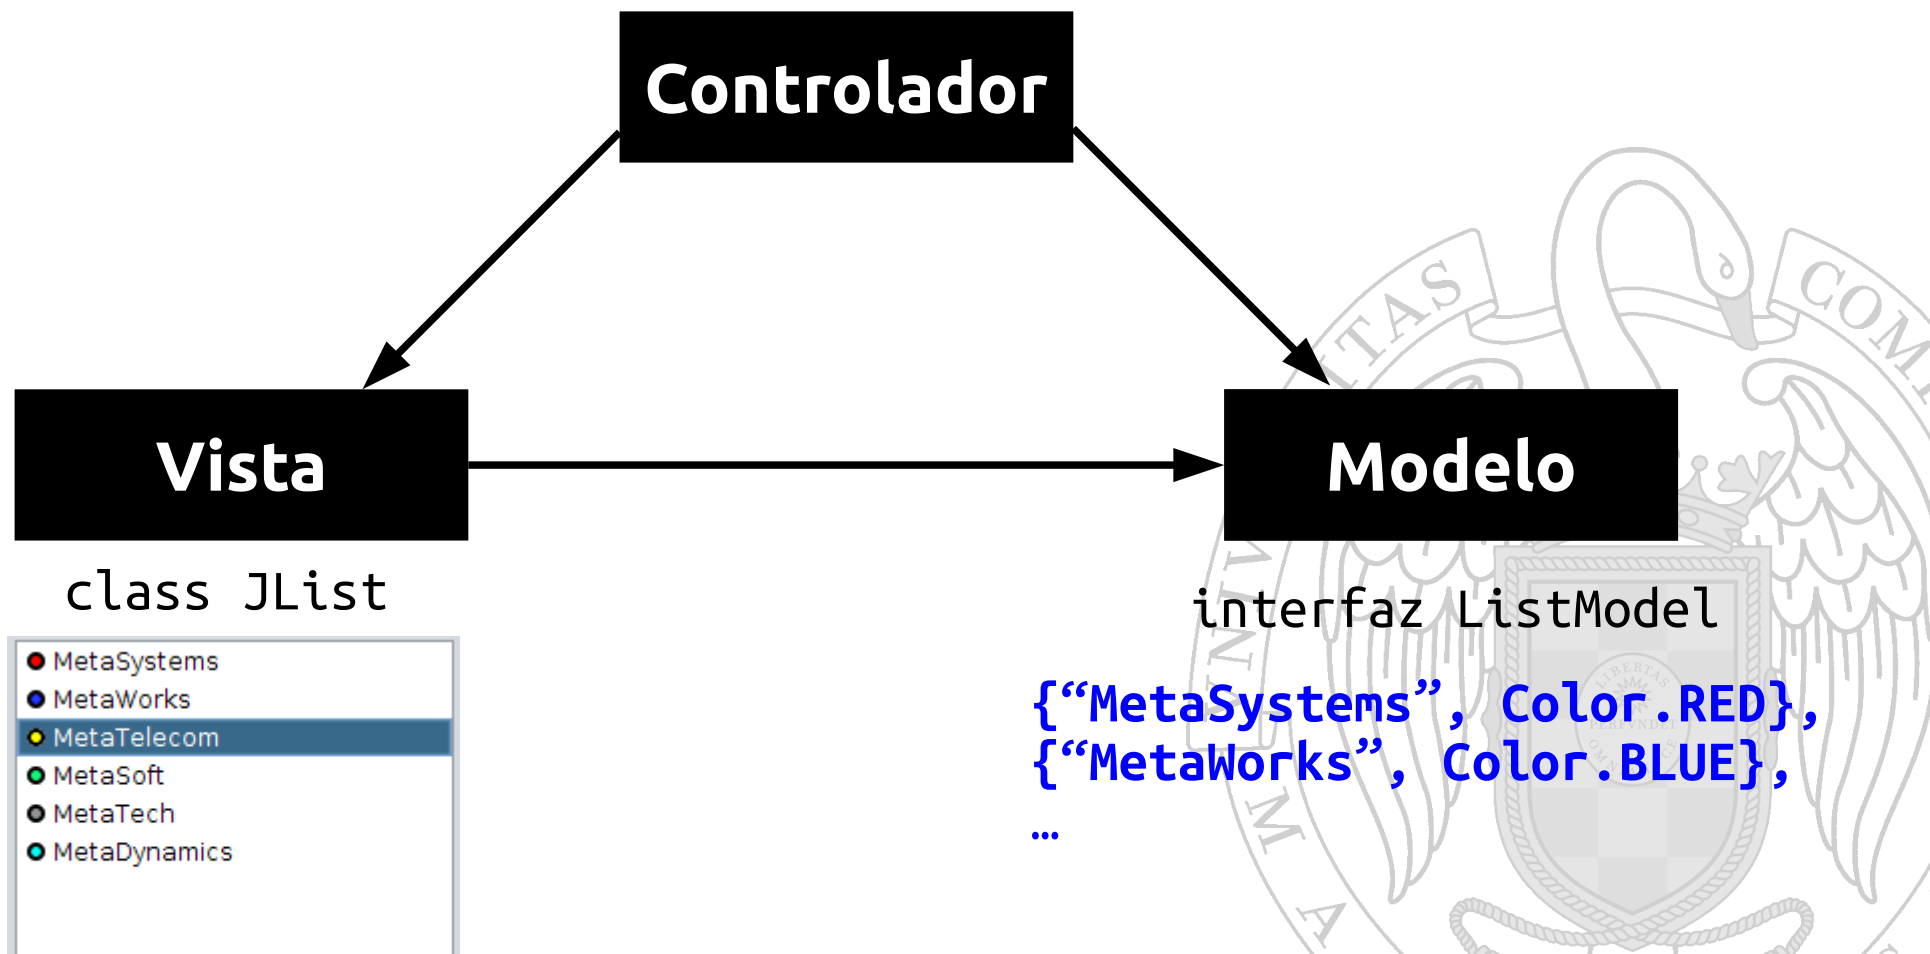 Controlador
Vista
Modelo
class JList
interfaz ListModel
MetaSystems
MetaWorks
MetaTelecom
MetaSoft
MetaTech
MetaDynamics
{“MetaSystems”, Color.RED},
{“MetaWorks”, Color.BLUE},
…